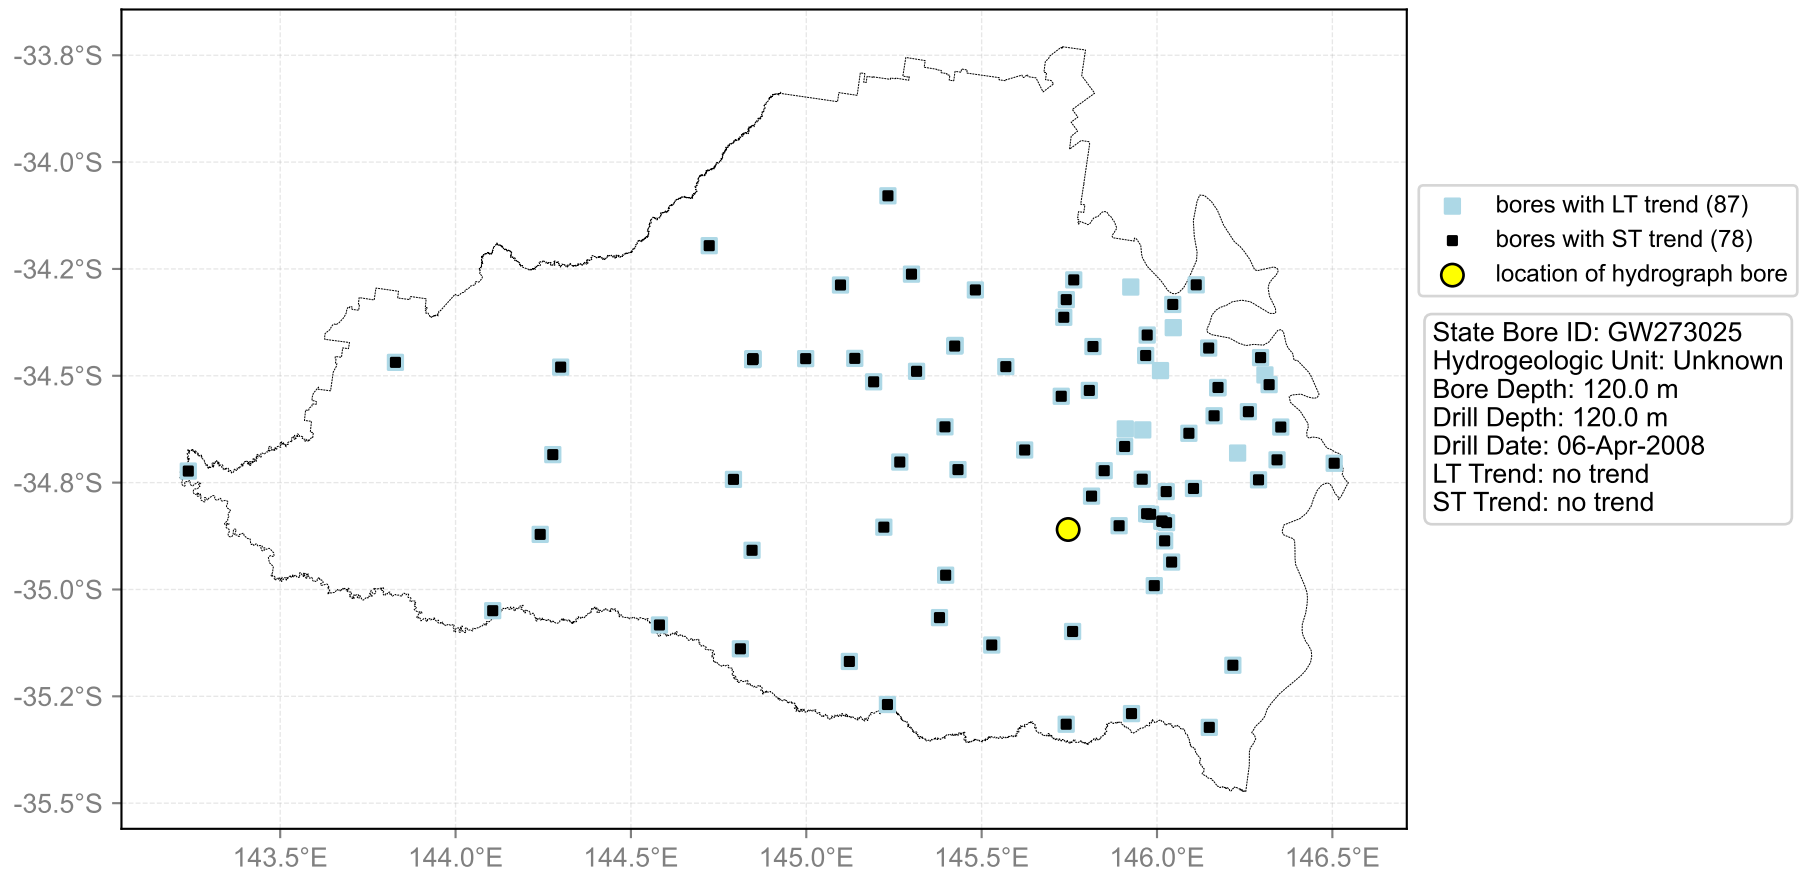 -33.8°S
-34.0°S
-34.2°S
-34.5°S
-34.8°S
-35.0°S
-35.2°S
-35.5°S
143.5°E
144.0°E
144.5°E
145.0°E
145.5°E
146.0°E
146.5°E
bores with LT trend (87)
bores with ST trend (78)
location of hydrograph bore
State Bore ID: GW273025
Hydrogeologic Unit: Unknown
Bore Depth: 120.0 m
Drill Depth: 120.0 m
Drill Date: 06-Apr-2008
LT Trend: no trend
ST Trend: no trend